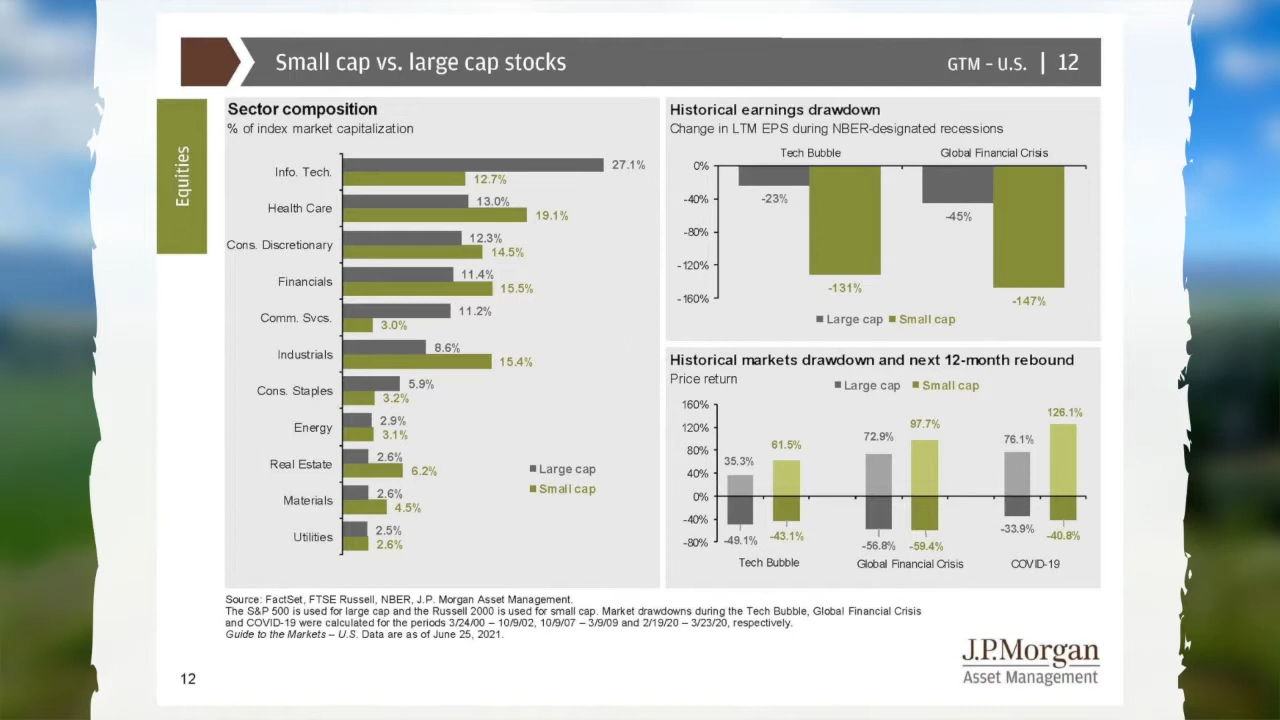 Small cap vs. large cap stocks
GTM – U.S. | 12
Equities
Sector composition
% of index market capitalization
Info. Tech. 27.1%
12.7%
Health Care 13.0%
19.1%
Cons. Discretionary 12.3%
14.5%
Financials 11.4%
15.5%
Comm. Svcs. 11.2%
3.0%
Industrials 8.6%
15.4%
Cons. Staples 5.9%
3.2%
Energy 2.9%
3.1%
Real Estate 2.6%
6.2%
Materials 2.6%
4.5%
Utilities 2.5%
2.6%
Large cap
Small cap
Historical earnings drawdown
Change in LTM EPS during NBER-designated recessions
Tech Bubble Global Financial Crisis
0%
-40%
-80%
-120%
-160%
-23%
-131%
-45%
-147%
Large cap Small cap
Historical markets drawdown and next 12-month rebound
Price return
Large cap Small cap
160%
120%
80%
40%
0%
-40%
-80%
35.3% 61.5% 72.9% 97.7% 76.1% 126.1%
-49.1% -43.1% -56.8% -59.4% -33.9% -40.8%
Tech Bubble Global Financial Crisis COVID-19
Source: FactSet, FTSE Russell, NBER, J.P. Morgan Asset Management.
The S&P 500 is used for large cap and the Russell 2000 is used for small cap. Market drawdowns during the Tech Bubble, Global Financial Crisis
and COVID-19 were calculated for the periods 3/24/00 – 10/9/02, 10/9/07 – 3/9/09 and 2/19/20 – 3/23/20, respectively.
Guide to the Markets – U.S. Data are as of June 25, 2021.
J.P.Morgan
Asset Management
12